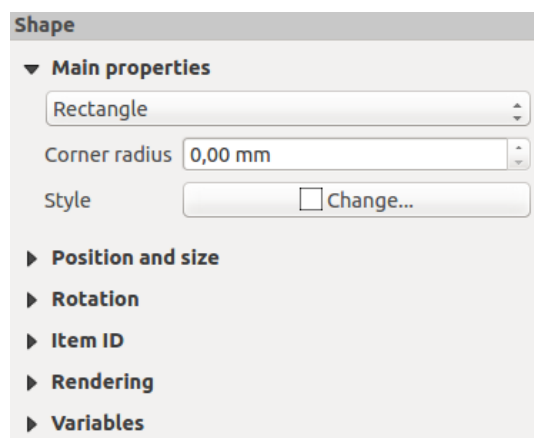 Shape
Main properties
Rectangle
Corner radius 0,00 mm
Style Change...
Position and size
Rotation
Item ID
Rendering
Variables